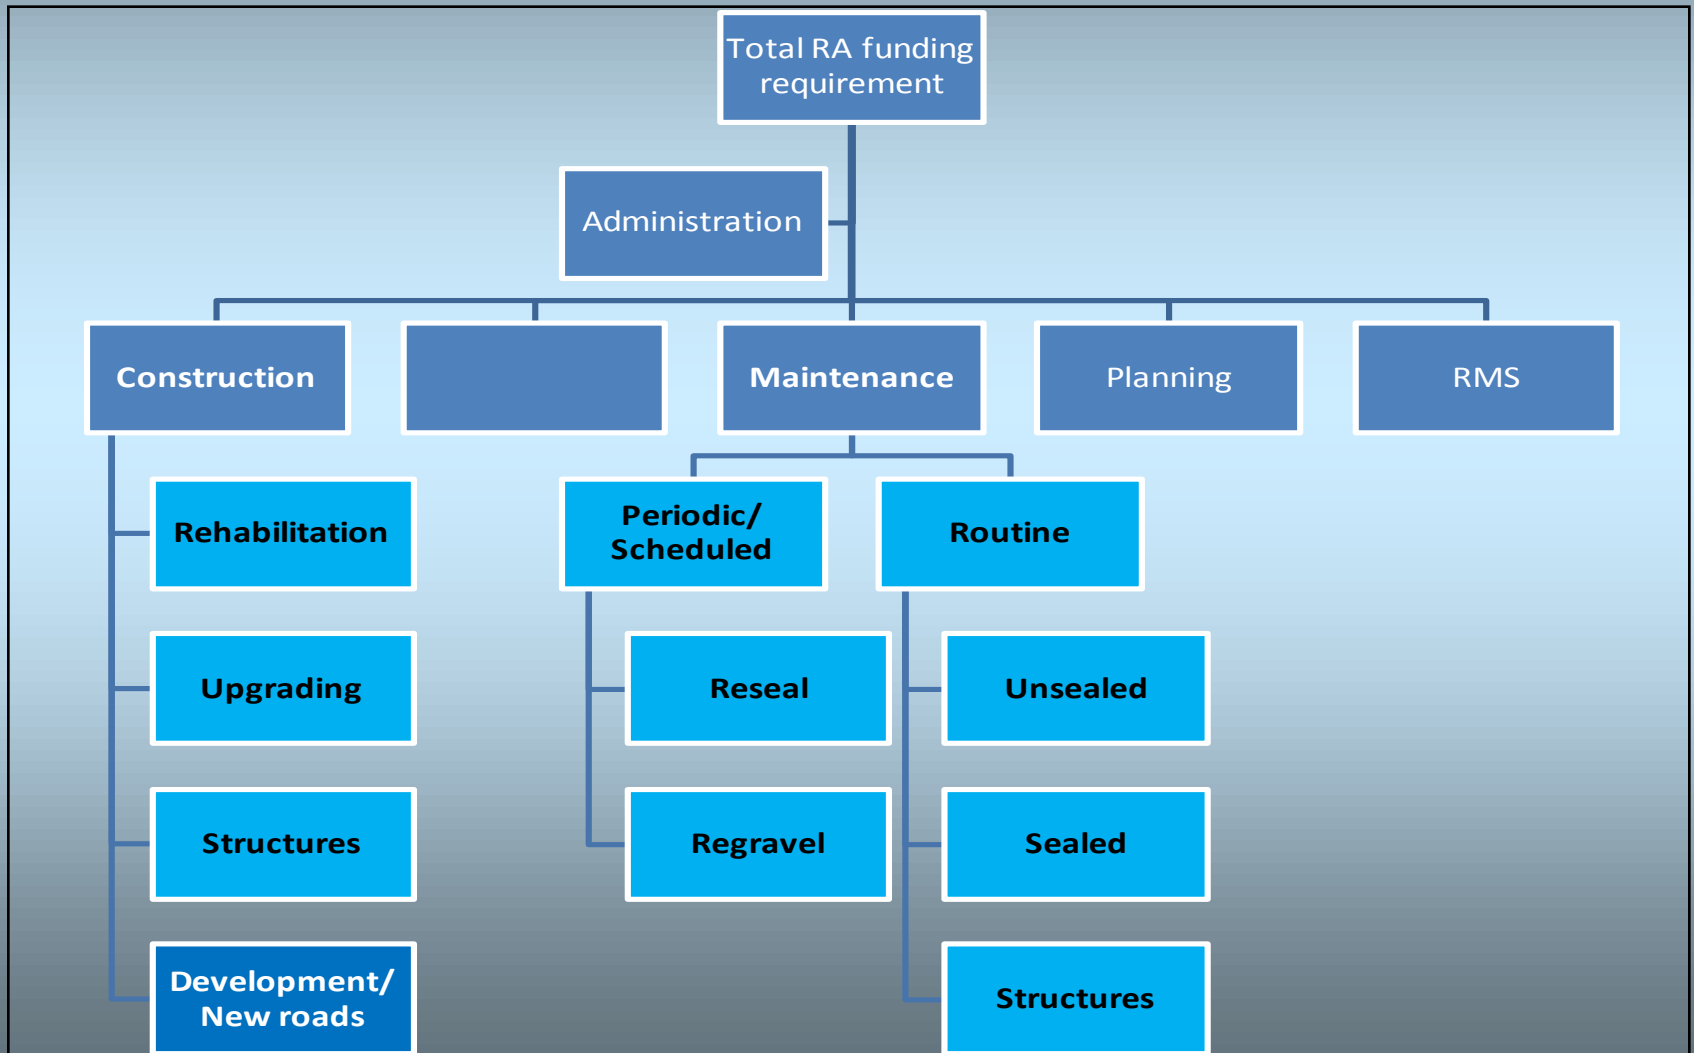 Total RA funding
requirement
Administration
Construction
Maintenance
Planning
RMS
Rehabilitation
Periodic/
Scheduled
Routine
Upgrading
Reseal
Unsealed
Structures
Regravel
Sealed
Development/
New roads
Structures